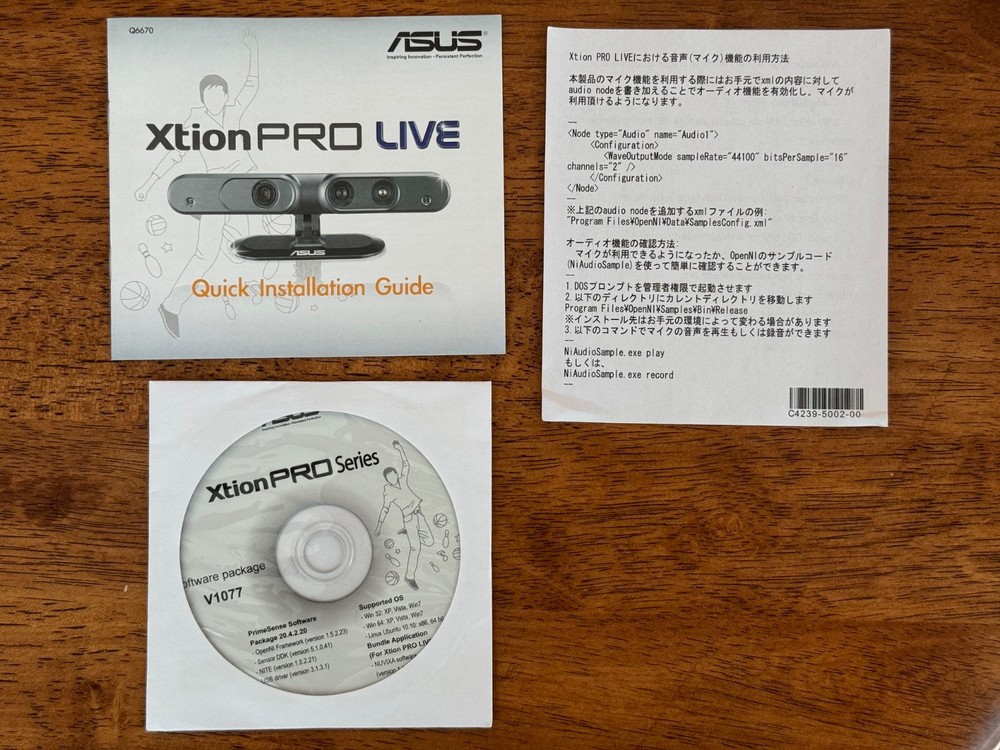 Q6670
ASUS
Inspiring Innovation • Persistent Perfection
Xtion PRO LIVE
ASUS
Quick Installation Guide
Xtion PRO LIVEにおける音声(マイク)機能の利用方法
本製品のマイク機能を利用する際にはお手元でxmlの内容に対して
audio nodeを書き加えることでオーディオ機能を有効化し、マイクが
利用頂けるようになります。
--
<Node type="Audio" name="Audio1">
<Configuration>
<WaveOutputMode sampleRate="44100" bitsPerSample="16"
channels="2" />
</Configuration>
</Node>
--
※上記のaudio nodeを追加するxmlファイルの例:
"Program Files¥OpenNI¥Data¥SamplesConfig.xml"
オーディオ機能の確認方法:
マイクが利用できるようになったか、OpenNIのサンプルコード
(NiAudioSample)を使って簡単に確認することができます。
--
1.DOSプロンプトを管理者権限で起動させます
2.以下のディレクトリにカレントディレクトリを移動します
Program Files¥OpenNI¥Samples¥Bin¥Release
※インストール先はお手元の環境によって変わる場合があります
3.以下のコマンドでマイクの音声を再生もしくは録音ができます
--
NiAudioSample.exe play
もしくは、
NiAudioSample.exe record
--
C4239-5002-00
Xtion PRO Series
oftware package
V1077
PrimeSense Software
Package 20.4.2.20
- OpenNI Framework (version 1.5.2.23)
- Sensor DDK (version 5.1.0.41)
- NITE (version 1.5.2.21)
USB driver (version 3.1.3.1)
Supported OS
- Win 32: XP, Vista, Win7
- Win 64: XP, Vista, Win7
- Linux Ubuntu 10.10: x86, 64 bit
Bundle Application
(For Xtion PRO LIVE
- NUVIXA software